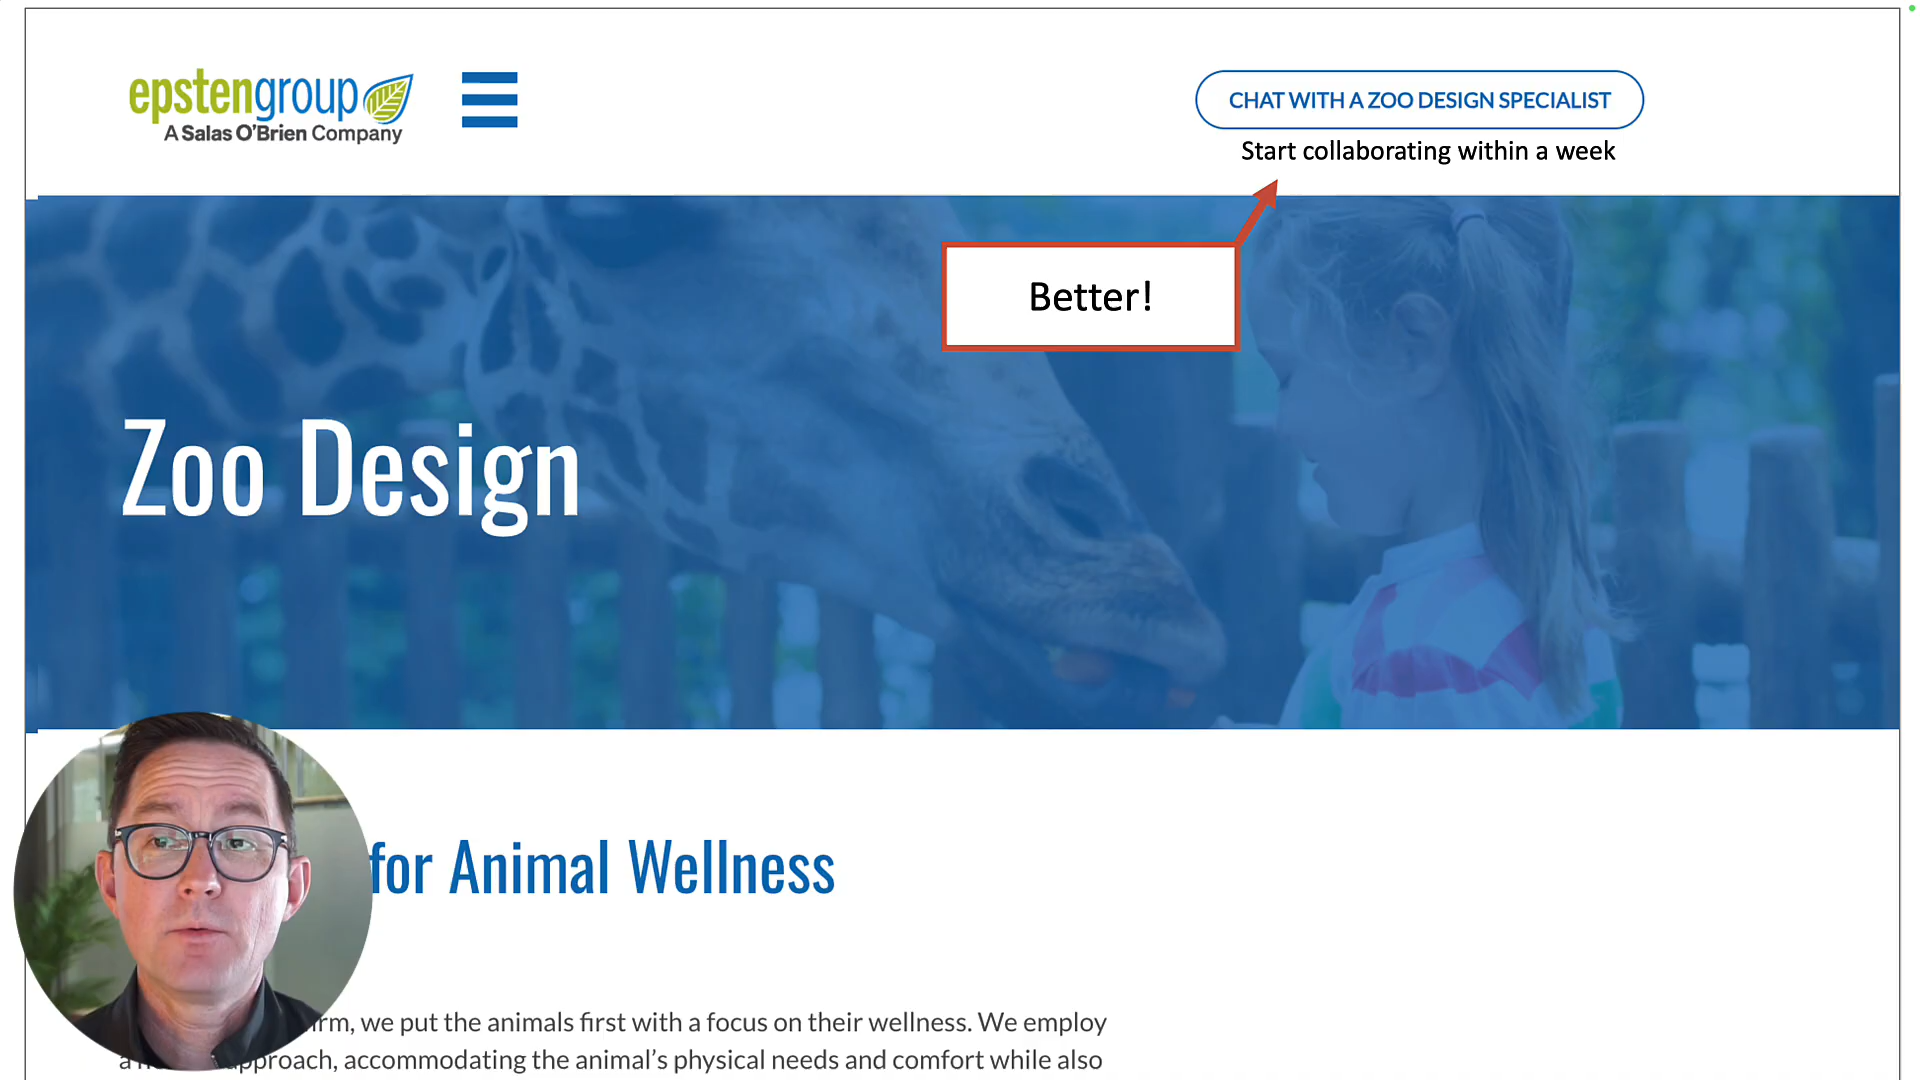 epstengroup
A Salas O'Brien Company
CHAT WITH A ZOO DESIGN SPECIALIST
Start collaborating within a week
Better!
Zoo Design
for Animal Wellness
we put the animals first with a focus on their wellness. We employ
accommodating the animal's physical needs and comfort while also